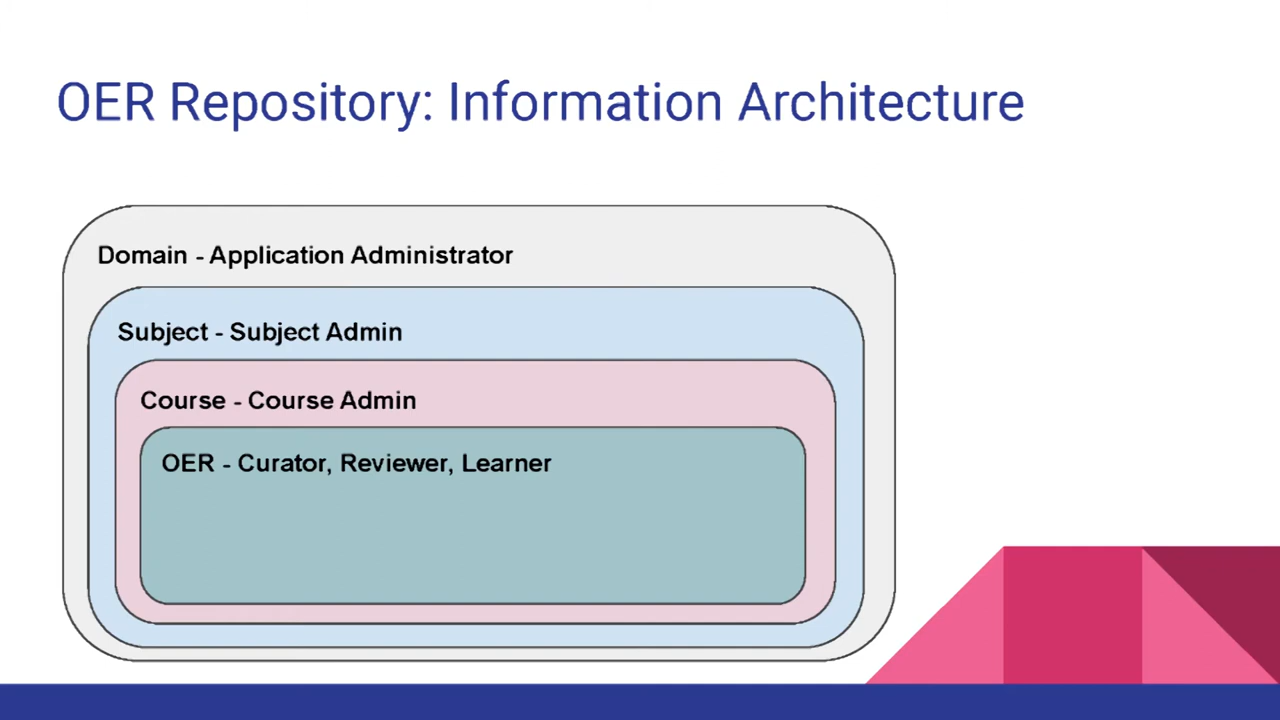 OER Repository: Information Architecture
Domain - Application Administrator
Subject - Subject Admin
Course - Course Admin
OER - Curator, Reviewer, Learner